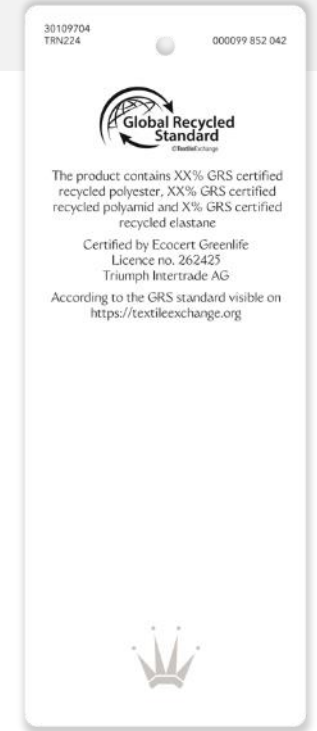 30109704
TRN224
000099 852 042
Global Recycled
Standard
©TextileExchange
The product contains XX% GRS certified
recycled polyester, XX% GRS certified
recycled polyamid and X% GRS certified
recycled elastane
Certified by Ecocert Greenlife
Licence no. 262425
Triumph Intertrade AG
According to the GRS standard visible on
https://textileexchange.org